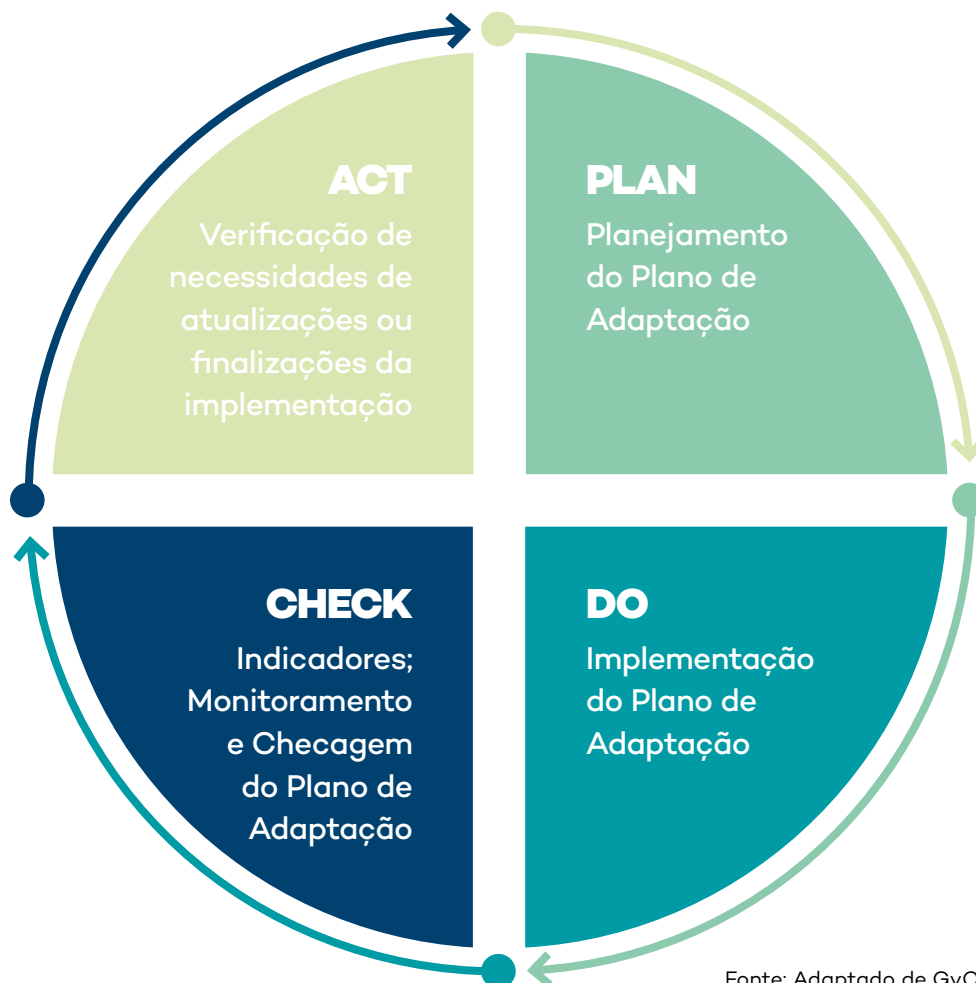 ACT
Verificação de
necessidades de
atualizações ou
finalizações da
implementação
PLAN
Planejamento
do Plano de
Adaptação
CHECK
Indicadores;
Monitoramento
e Checagem
do Plano de
Adaptação
DO
Implementação
do Plano de
Adaptação
Fonte: Adaptado de